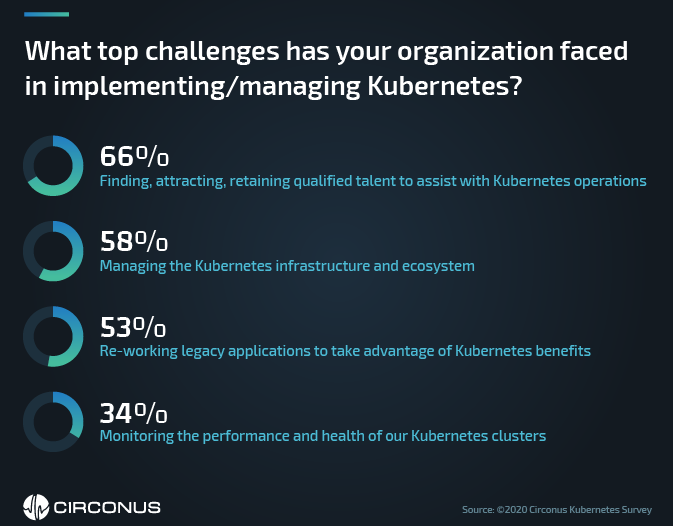 What top challenges has your organization faced
in implementing/managing Kubernetes?
66%
Finding, attracting, retaining qualified talent to assist with Kubernetes operations
58%
Managing the Kubernetes infrastructure and ecosystem
53%
Re-working legacy applications to take advantage of Kubernetes benefits
34%
Monitoring the performance and health of our Kubernetes clusters
CIRCONUS
Source: ©2020 Circonus Kubernetes Survey